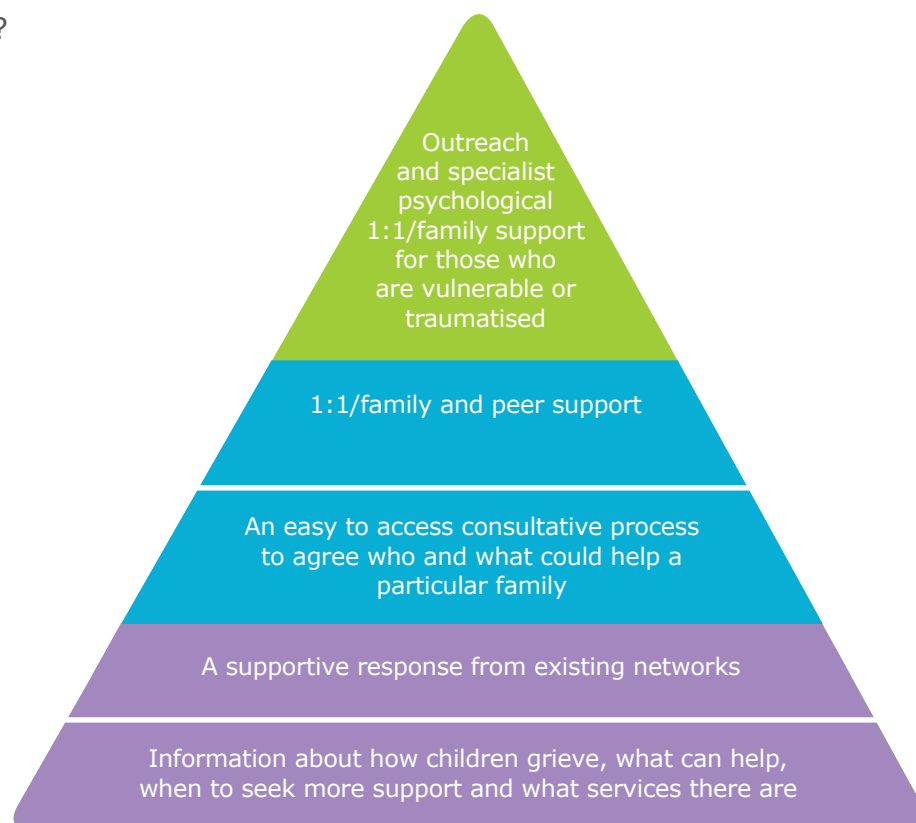 ?
Outreach
and specialist
psychological
1:1/family support
for those who
are vulnerable or
traumatised
1:1/family and peer support
An easy to access consultative process
to agree who and what could help a
particular family
A supportive response from existing networks
Information about how children grieve, what can help,
when to seek more support and what services there are